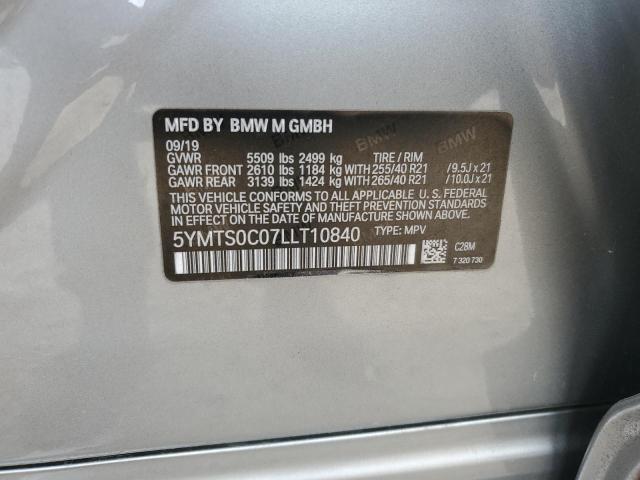 MFD BY BMW M GMBH
09/19
GVWR 5509 lbs 2499 kg TIRE / RIM
GAWR FRONT 2610 lbs 1184 kg WITH 255/40 R21 / 9.5J x 21
GAWR REAR 3139 lbs 1424 kg WITH 265/40 R21 / 10.0J x 21
THIS VEHICLE CONFORMS TO ALL APPLICABLE U. S. FEDERAL
MOTOR VEHICLE SAFETY AND THEFT PREVENTION STANDARDS
IN EFFECT ON THE DATE OF MANUFACTURE SHOWN ABOVE.
5YMTS0C07LLT10840 TYPE: MPV
C28M
7 320 730
BMW
BMW
BMW